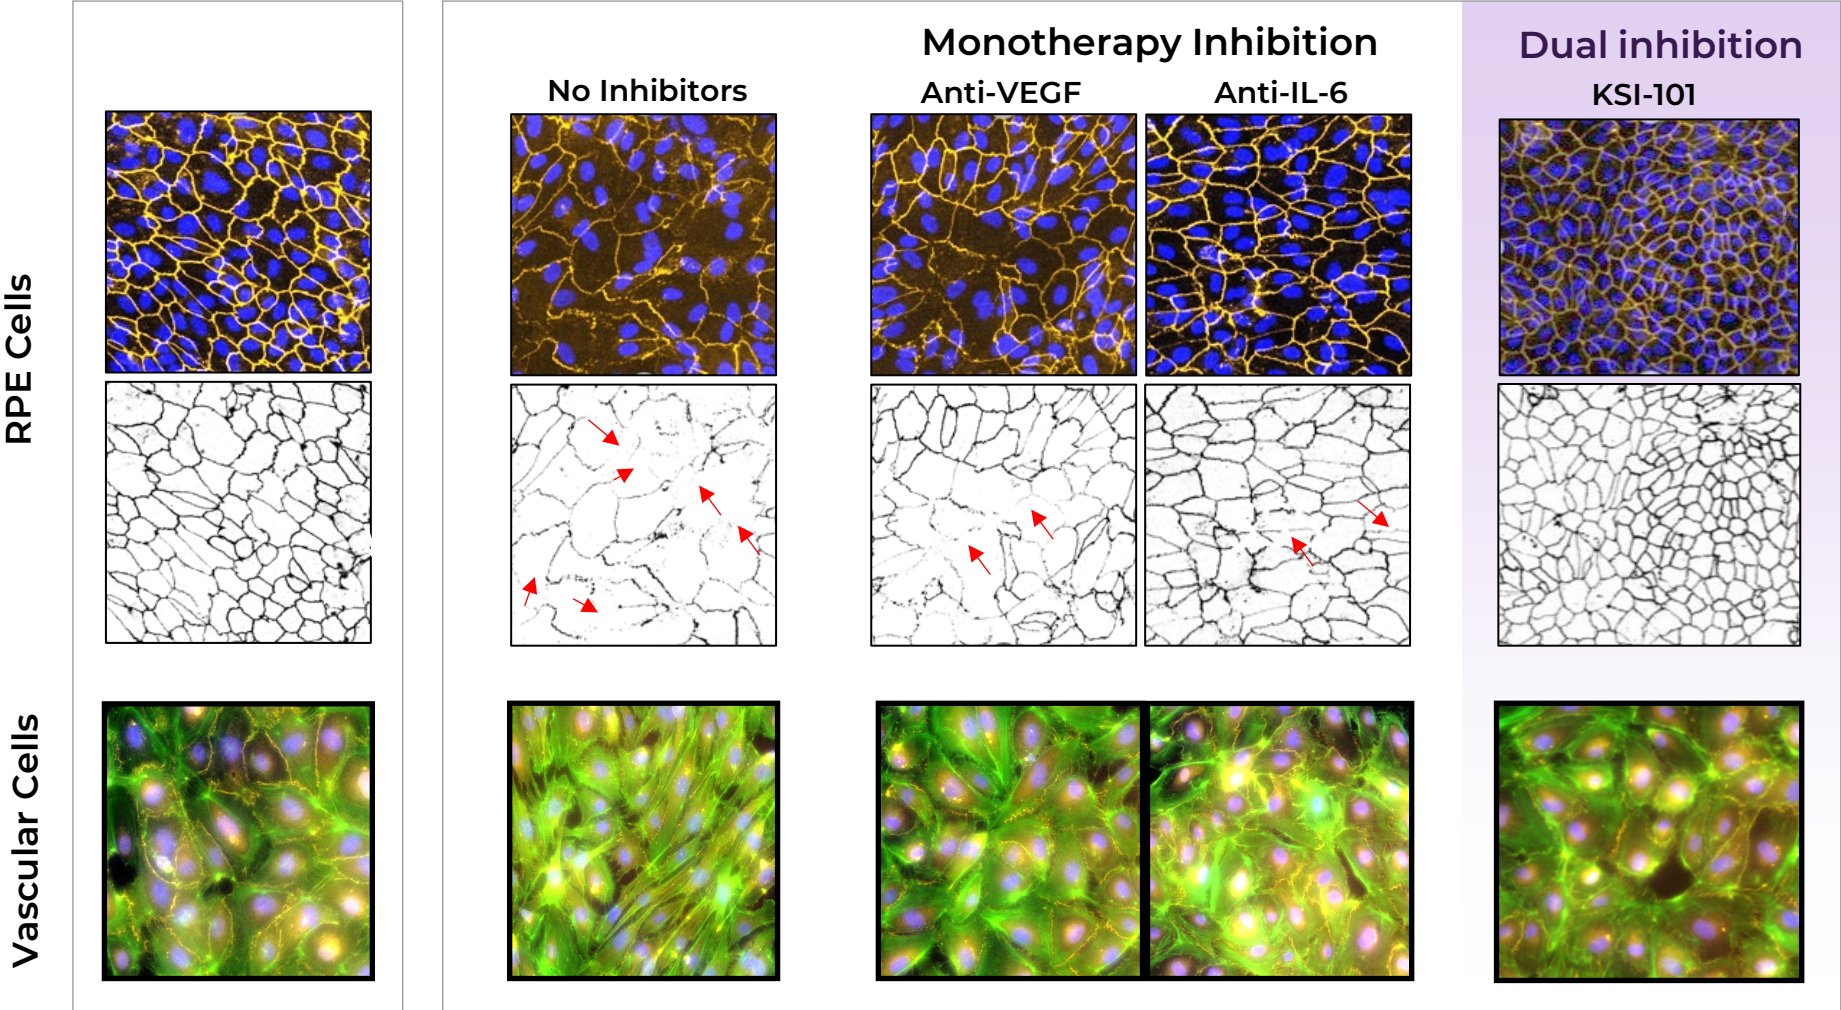 Monotherapy Inhibition
Dual inhibition
No Inhibitors
Anti-VEGF
Anti-IL-6
KSI-101
RPE Cells
Vascular Cells